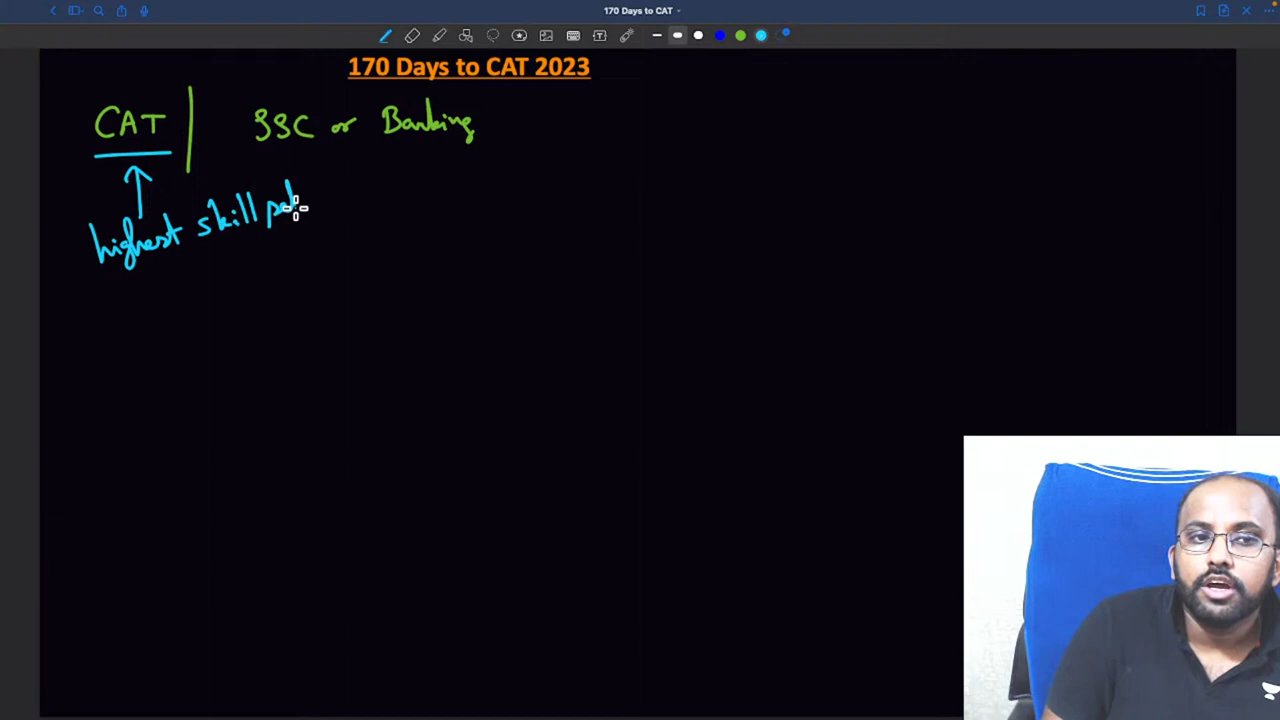 170 Days to CAT
170 Days to CAT 2023
CAT | SSC or Banking
highest skill